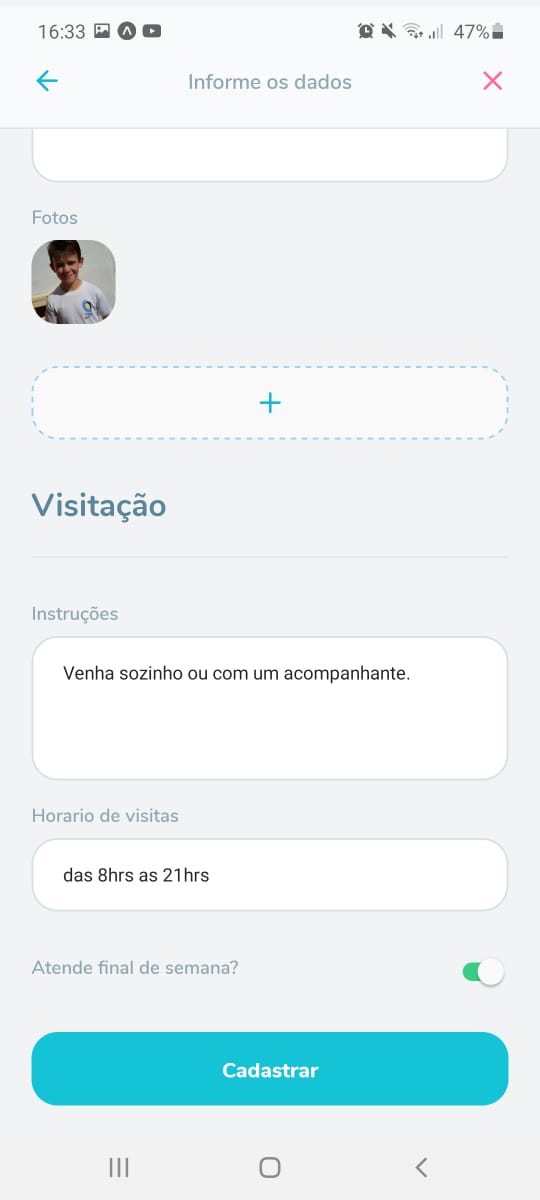 16:33
47%
Informe os dados
Fotos
Visitação
Instruções
Venha sozinho ou com um acompanhante.
Horario de visitas
das 8hrs as 21hrs
Atende final de semana?
Cadastrar